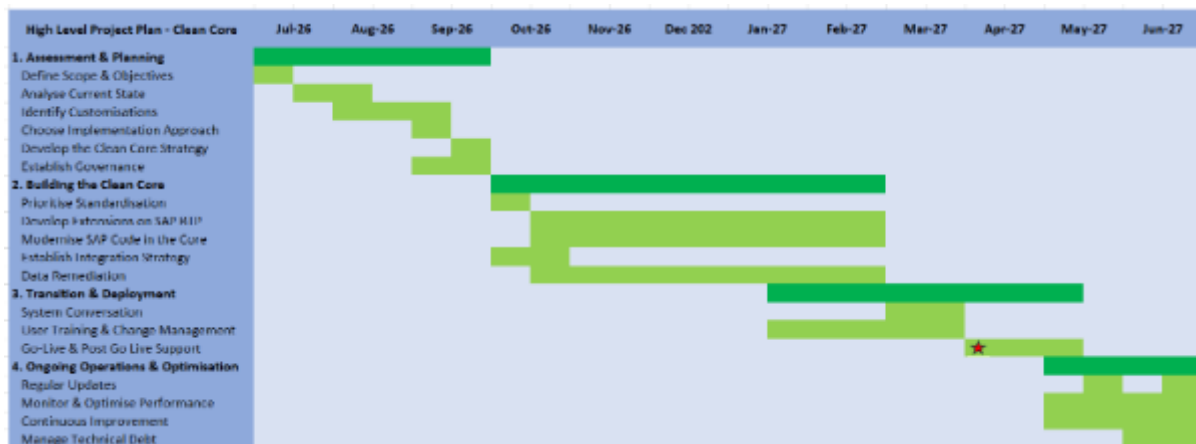 High Level Project Plan - Clean Core Jul-26 Aug-26 Sep-26 Oct-26 Nov-26 Dec 202 Jan-27 Feb-27 Mar-27 Apr-27 May-27 Jun-27
1. Assessment & Planning
Define Scope & Objectives
Analyse Current State
Identify Customisations
Choose Implementation Approach
Develop the Clean Core Strategy
Establish Governance
2. Building the Clean Core
Prioritise Standardisation
Develop Extensions on SAP BTP
Modernise SAP Code in the Core
Establish Integration Strategy
Data Remediation
3. Transition & Deployment
System Conversation
User Training & Change Management
Go-Live & Post Go Live Support
4. Ongoing Operations & Optimisation
Regular Updates
Monitor & Optimise Performance
Continuous Improvement
Manage Technical Debt